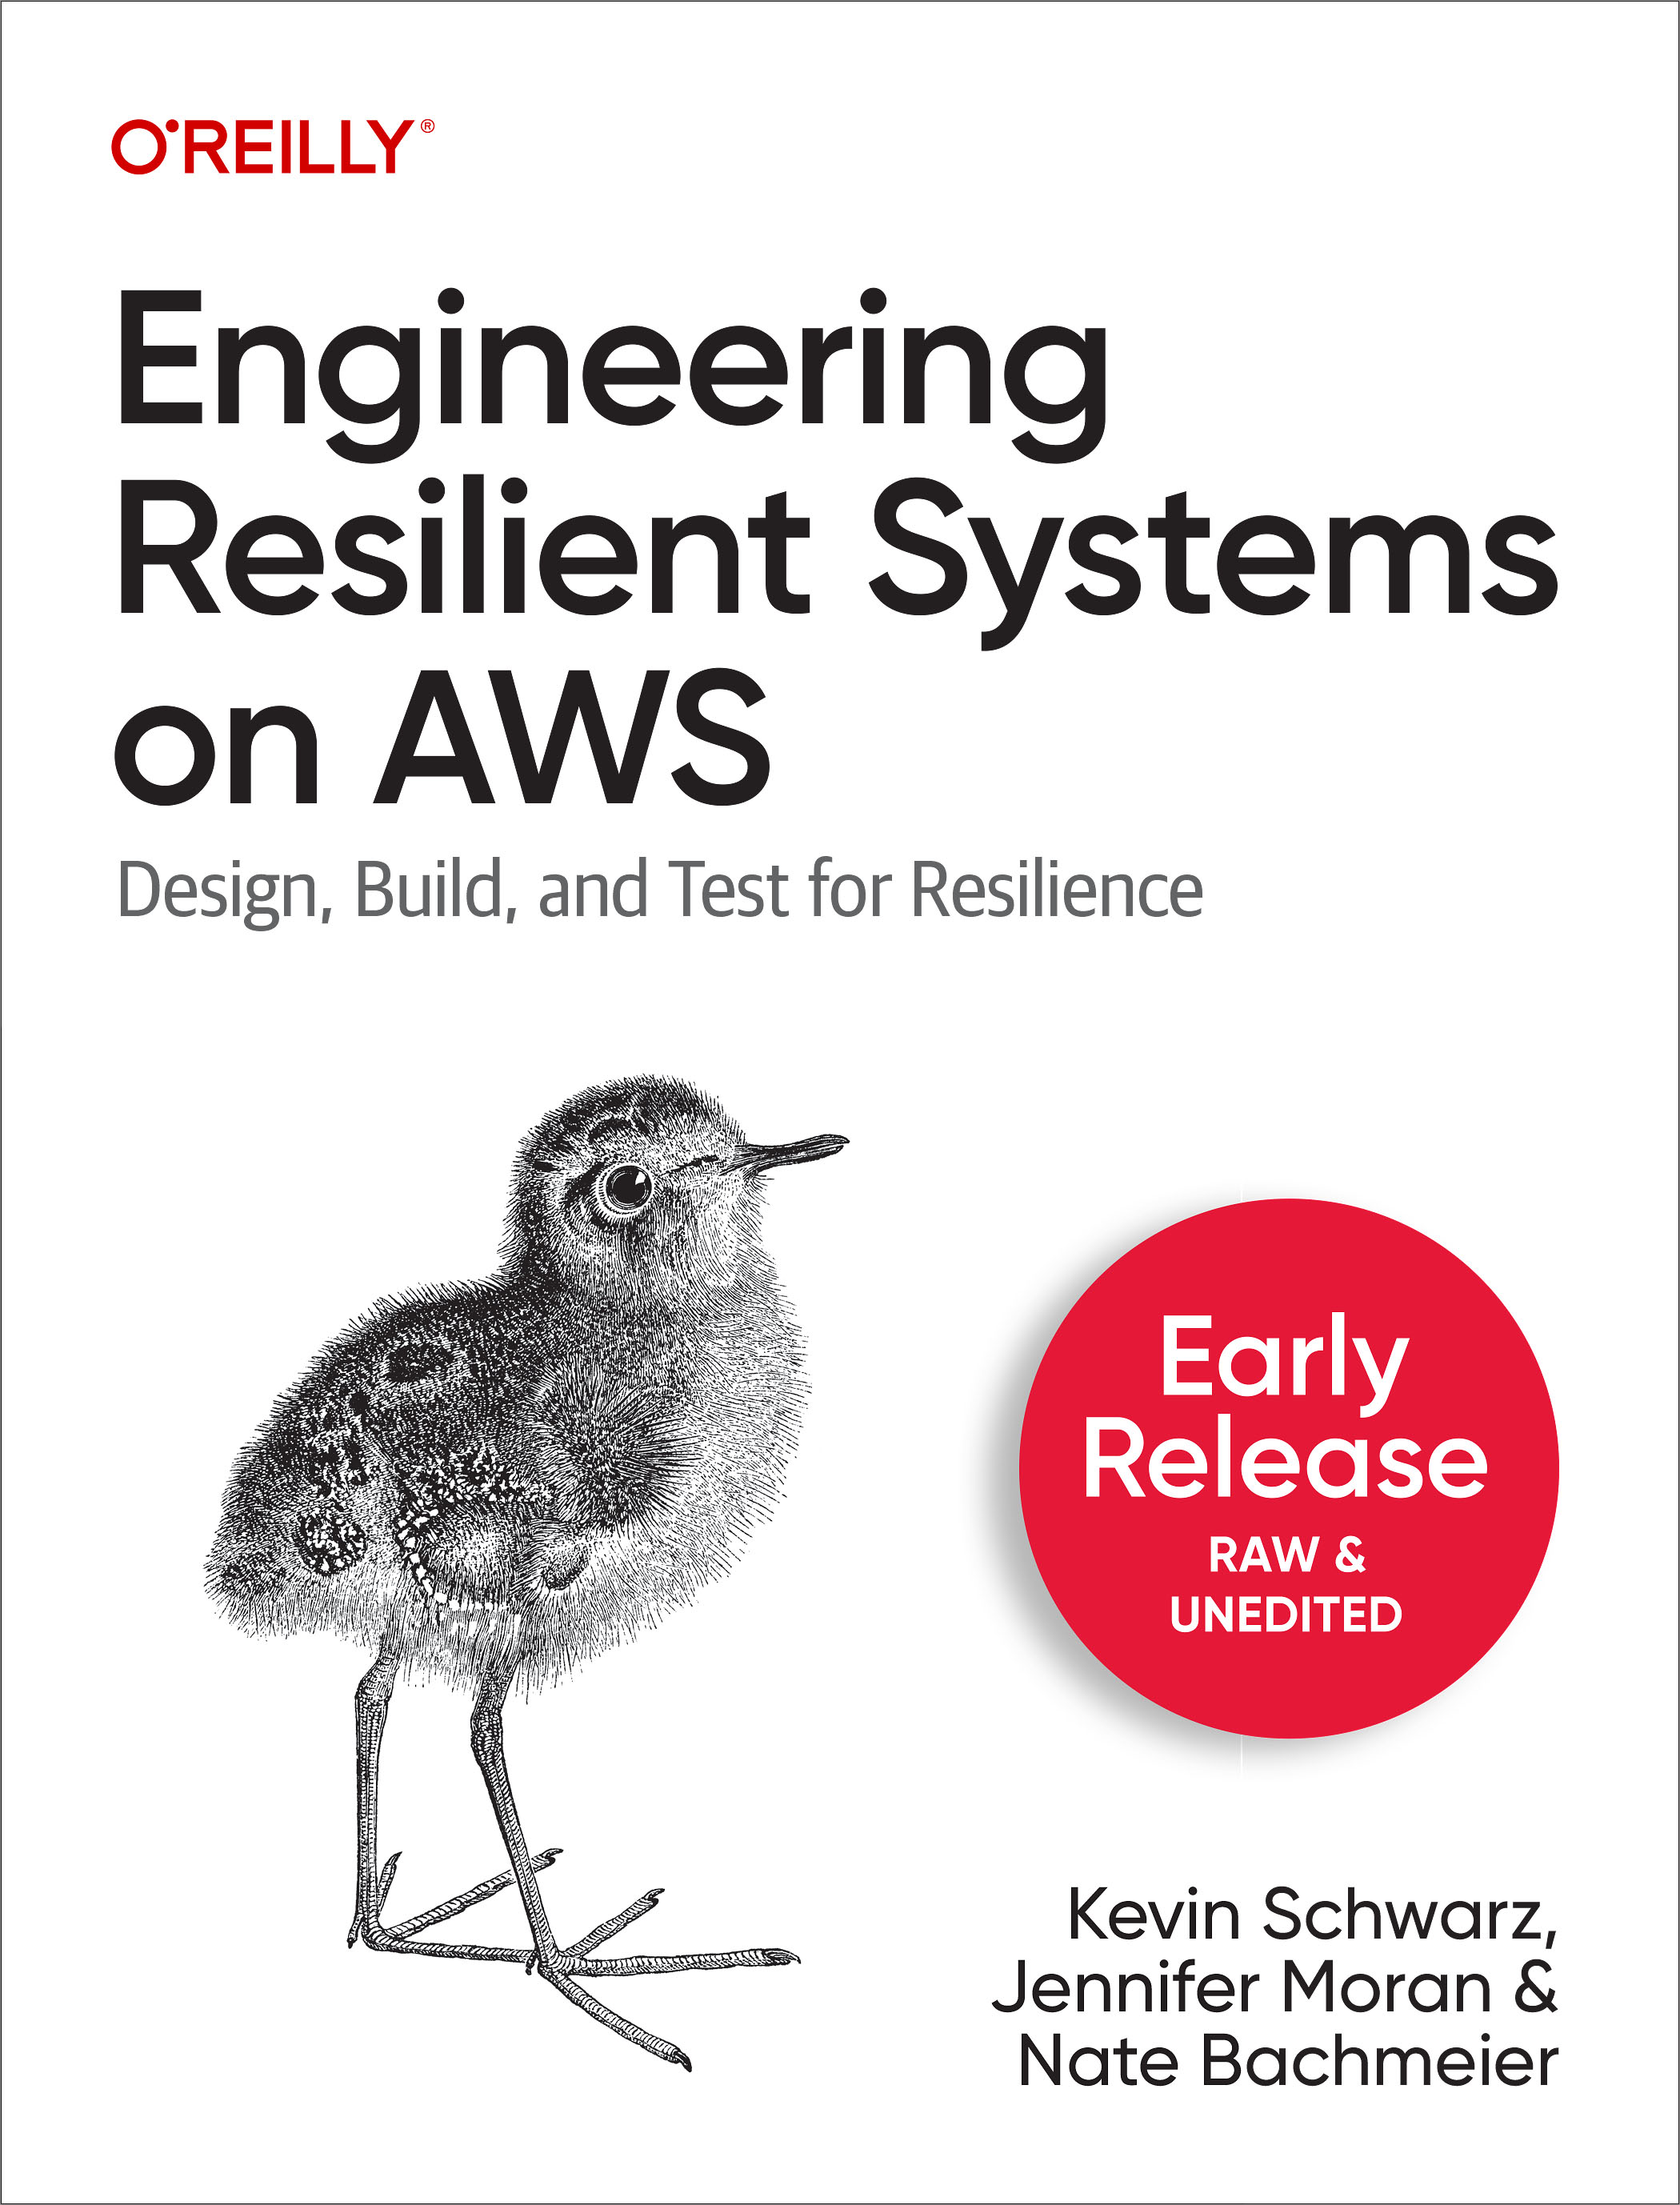 O'REILLY®
Engineering
Resilient Systems
on AWS
Design, Build, and Test for Resilience
Early
Release
RAW &
UNEDITED
Kevin Schwarz,
Jennifer Moran &
Nate Bachmeier